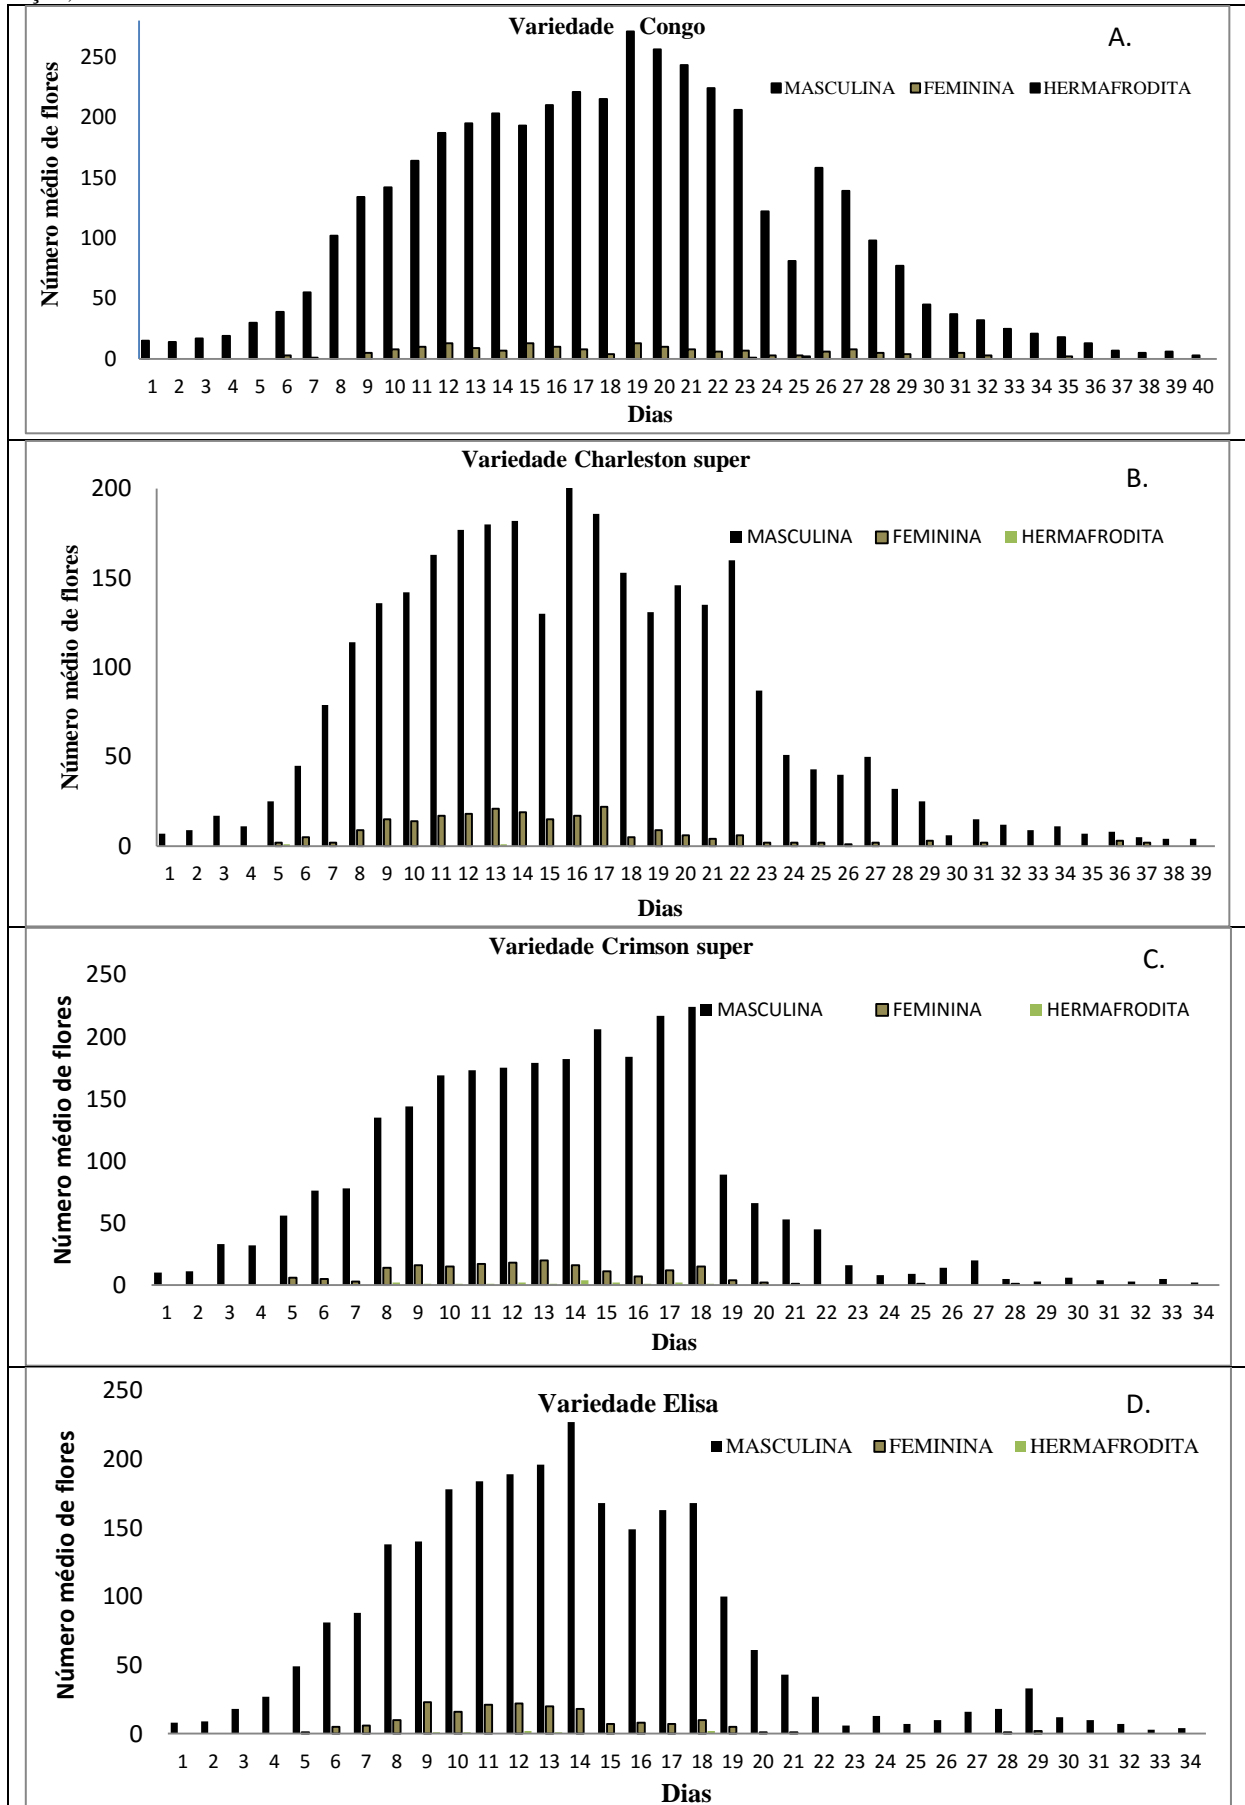 Variedade Congo
A.
Número médio de flores
MASCULINA FEMININA HERMAFRODITA
250
200
150
100
50
0
1 2 3 4 5 6 7 8 9 10 11 12 13 14 15 16 17 18 19 20 21 22 23 24 25 26 27 28 29 30 31 32 33 34 35 36 37 38 39 40
Dias
Variedade Charleston super
B.
Número médio de flores
MASCULINA FEMININA HERMAFRODITA
200
150
100
50
0
1 2 3 4 5 6 7 8 9 10 11 12 13 14 15 16 17 18 19 20 21 22 23 24 25 26 27 28 29 30 31 32 33 34 35 36 37 38 39
Dias
Variedade Crimson super
C.
Número médio de flores
MASCULINA FEMININA HERMAFRODITA
250
200
150
100
50
0
1 2 3 4 5 6 7 8 9 10 11 12 13 14 15 16 17 18 19 20 21 22 23 24 25 26 27 28 29 30 31 32 33 34
Dias
Variedade Elisa
D.
Número médio de flores
MASCULINA FEMININA HERMAFRODITA
250
200
150
100
50
0
1 2 3 4 5 6 7 8 9 10 11 12 13 14 15 16 17 18 19 20 21 22 23 24 25 26 27 28 29 30 31 32 33 34
Dias